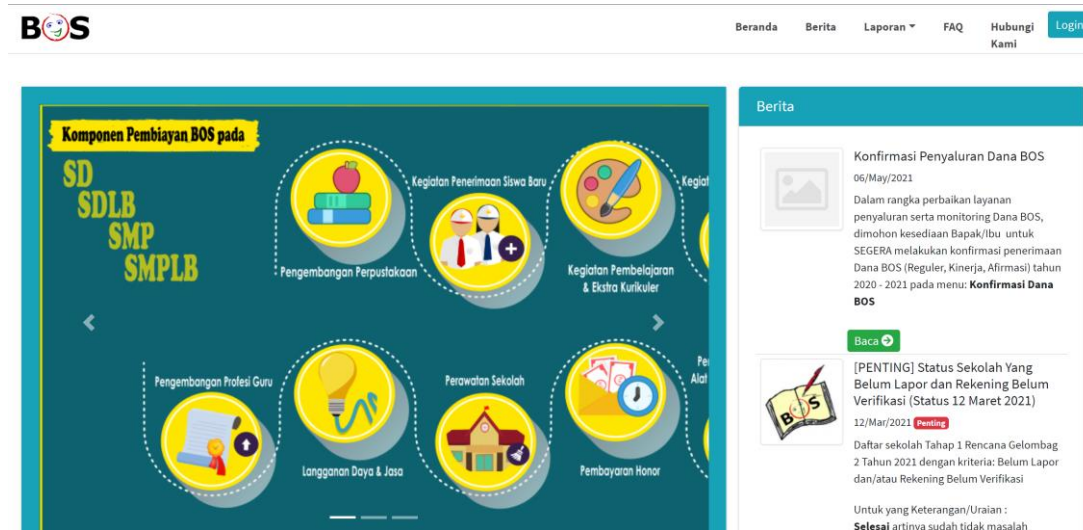 BOS
Beranda Berita Laporan FAQ Hubungi Kami Login
Komponen Pembiayan BOS pada
SD
SDLB
SMP
SMPLB
Pengembangan Perpustakaan
Kegiatan Penerimaan Siswa Baru
Kegiatan Pembelajaran
& Ekstra Kurikuler
Kegiat
Pengembangan Profesi Guru
Langganan Daya & Jasa
Perawatan Sekolah
Pembayaran Honor
Pe
Alat
Berita
Konfirmasi Penyaluran Dana BOS
06/May/2021
Dalam rangka perbaikan layanan
penyaluran serta monitoring Dana BOS,
dimohon kesediaan Bapak/Ibu untuk
SEGERA melakukan konfirmasi penerimaan
Dana BOS (Reguler, Kinerja, Afirmasi) tahun
2020 - 2021 pada menu: Konfirmasi Dana
BOS
Baca
BOS
[PENTING] Status Sekolah Yang
Belum Lapor dan Rekening Belum
Verifikasi (Status 12 Maret 2021)
12/Mar/2021 Penting
Daftar sekolah Tahap 1 Rencana Gelombag
2 Tahun 2021 dengan kriteria: Belum Lapor
dan/atau Rekening Belum Verifikasi
Untuk yang Keterangan/Uraian :
Selesai artinya sudah tidak masalah